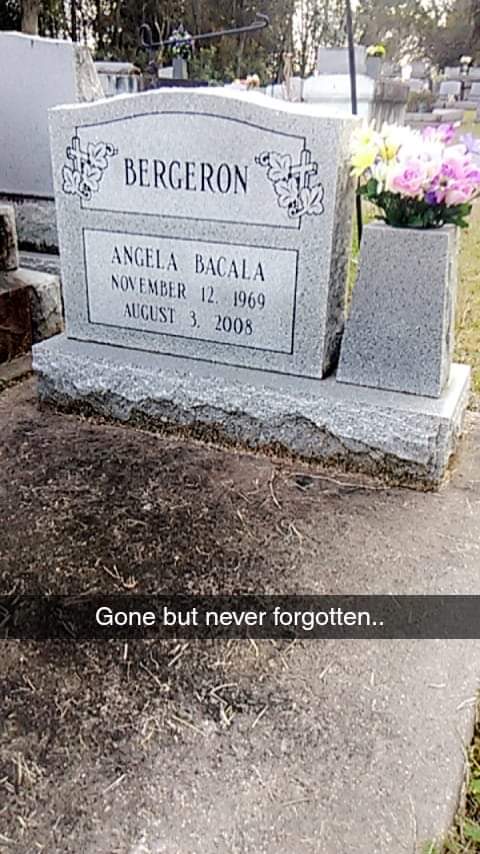 BERGERON
ANGELA BACALA
NOVEMBER 12, 1969
AUGUST 3, 2008
Gone but never forgotten..